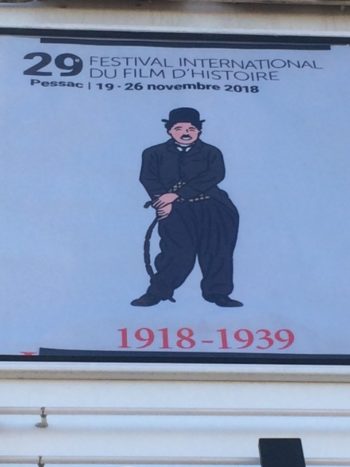 29e FESTIVAL INTERNATIONAL
DU FILM D'HISTOIRE
Pessac | 19 - 26 novembre 2018
1918-1939